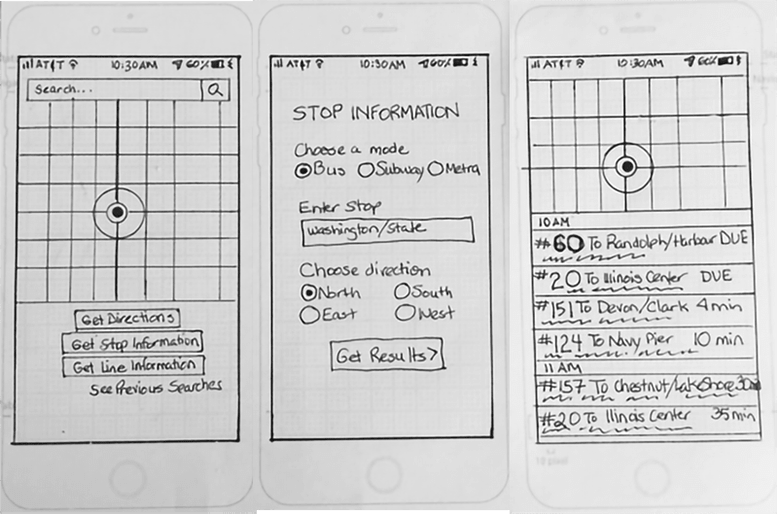 AT&T 10:30AM 60%
Search...
Get Directions
Get Stop Information
Get Line Information
See Previous Searches
AT&T 10:30AM 60%
STOP INFORMATION
Choose a mode
Bus Subway Metra
Enter Stop
Washington/State
Choose direction
North South
East West
Get Results>
AT&T 10:30AM 60%
10AM
#60 To Randolph/Harbour DUE
#20 To Illinois Center DUE
#151 To Devon/Clark 4 min
#124 To Navy Pier 10 min
11 AM
#157 To Chestnut/LakeShore
#20 To Illinois Center 35 min